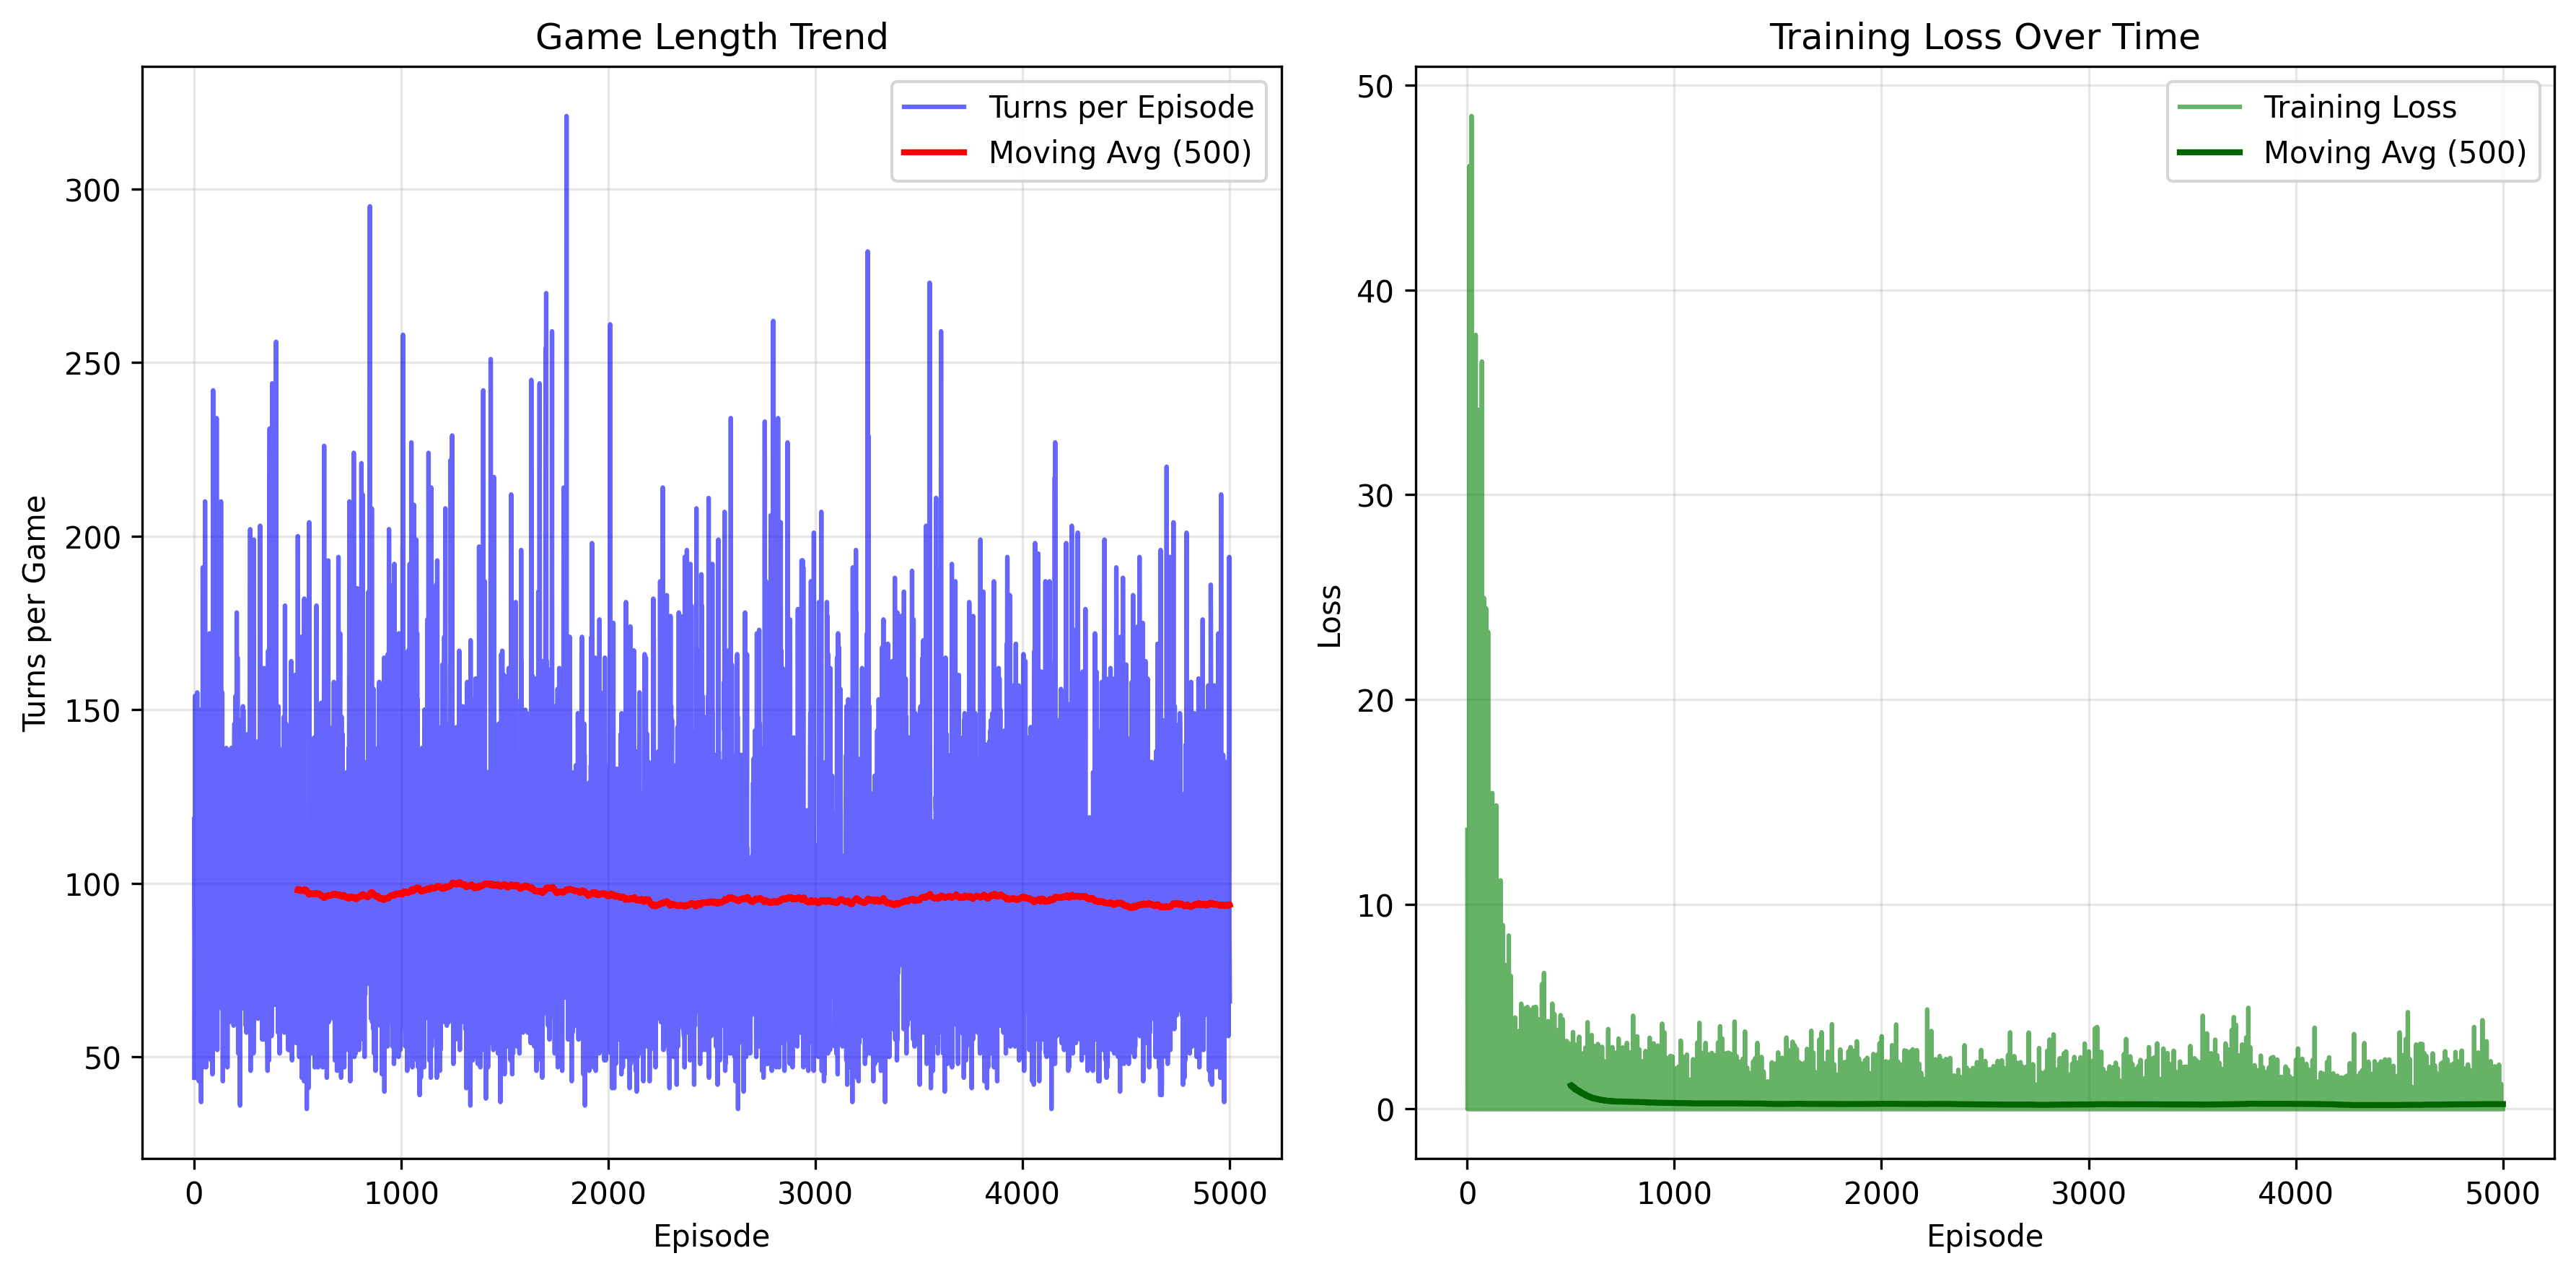 Game Length Trend
Turns per Episode
Moving Avg (500)
300
250
200
150
100
50
Turns per Game
0
1000
2000
3000
4000
5000
Episode
Training Loss Over Time
Training Loss
Moving Avg (500)
50
40
30
20
10
0
Loss
0
1000
2000
3000
4000
5000
Episode